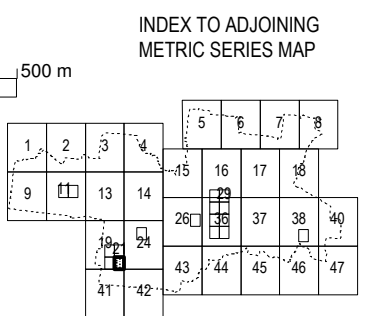 INDEX TO ADJOINING
METRIC SERIES MAP
500 m
5 6 7 8
1 2 3 4
15 16 17 18
9 11 13 14
29
26 36 37 38 40
19 21 24
43 44 45 46 47
41 42